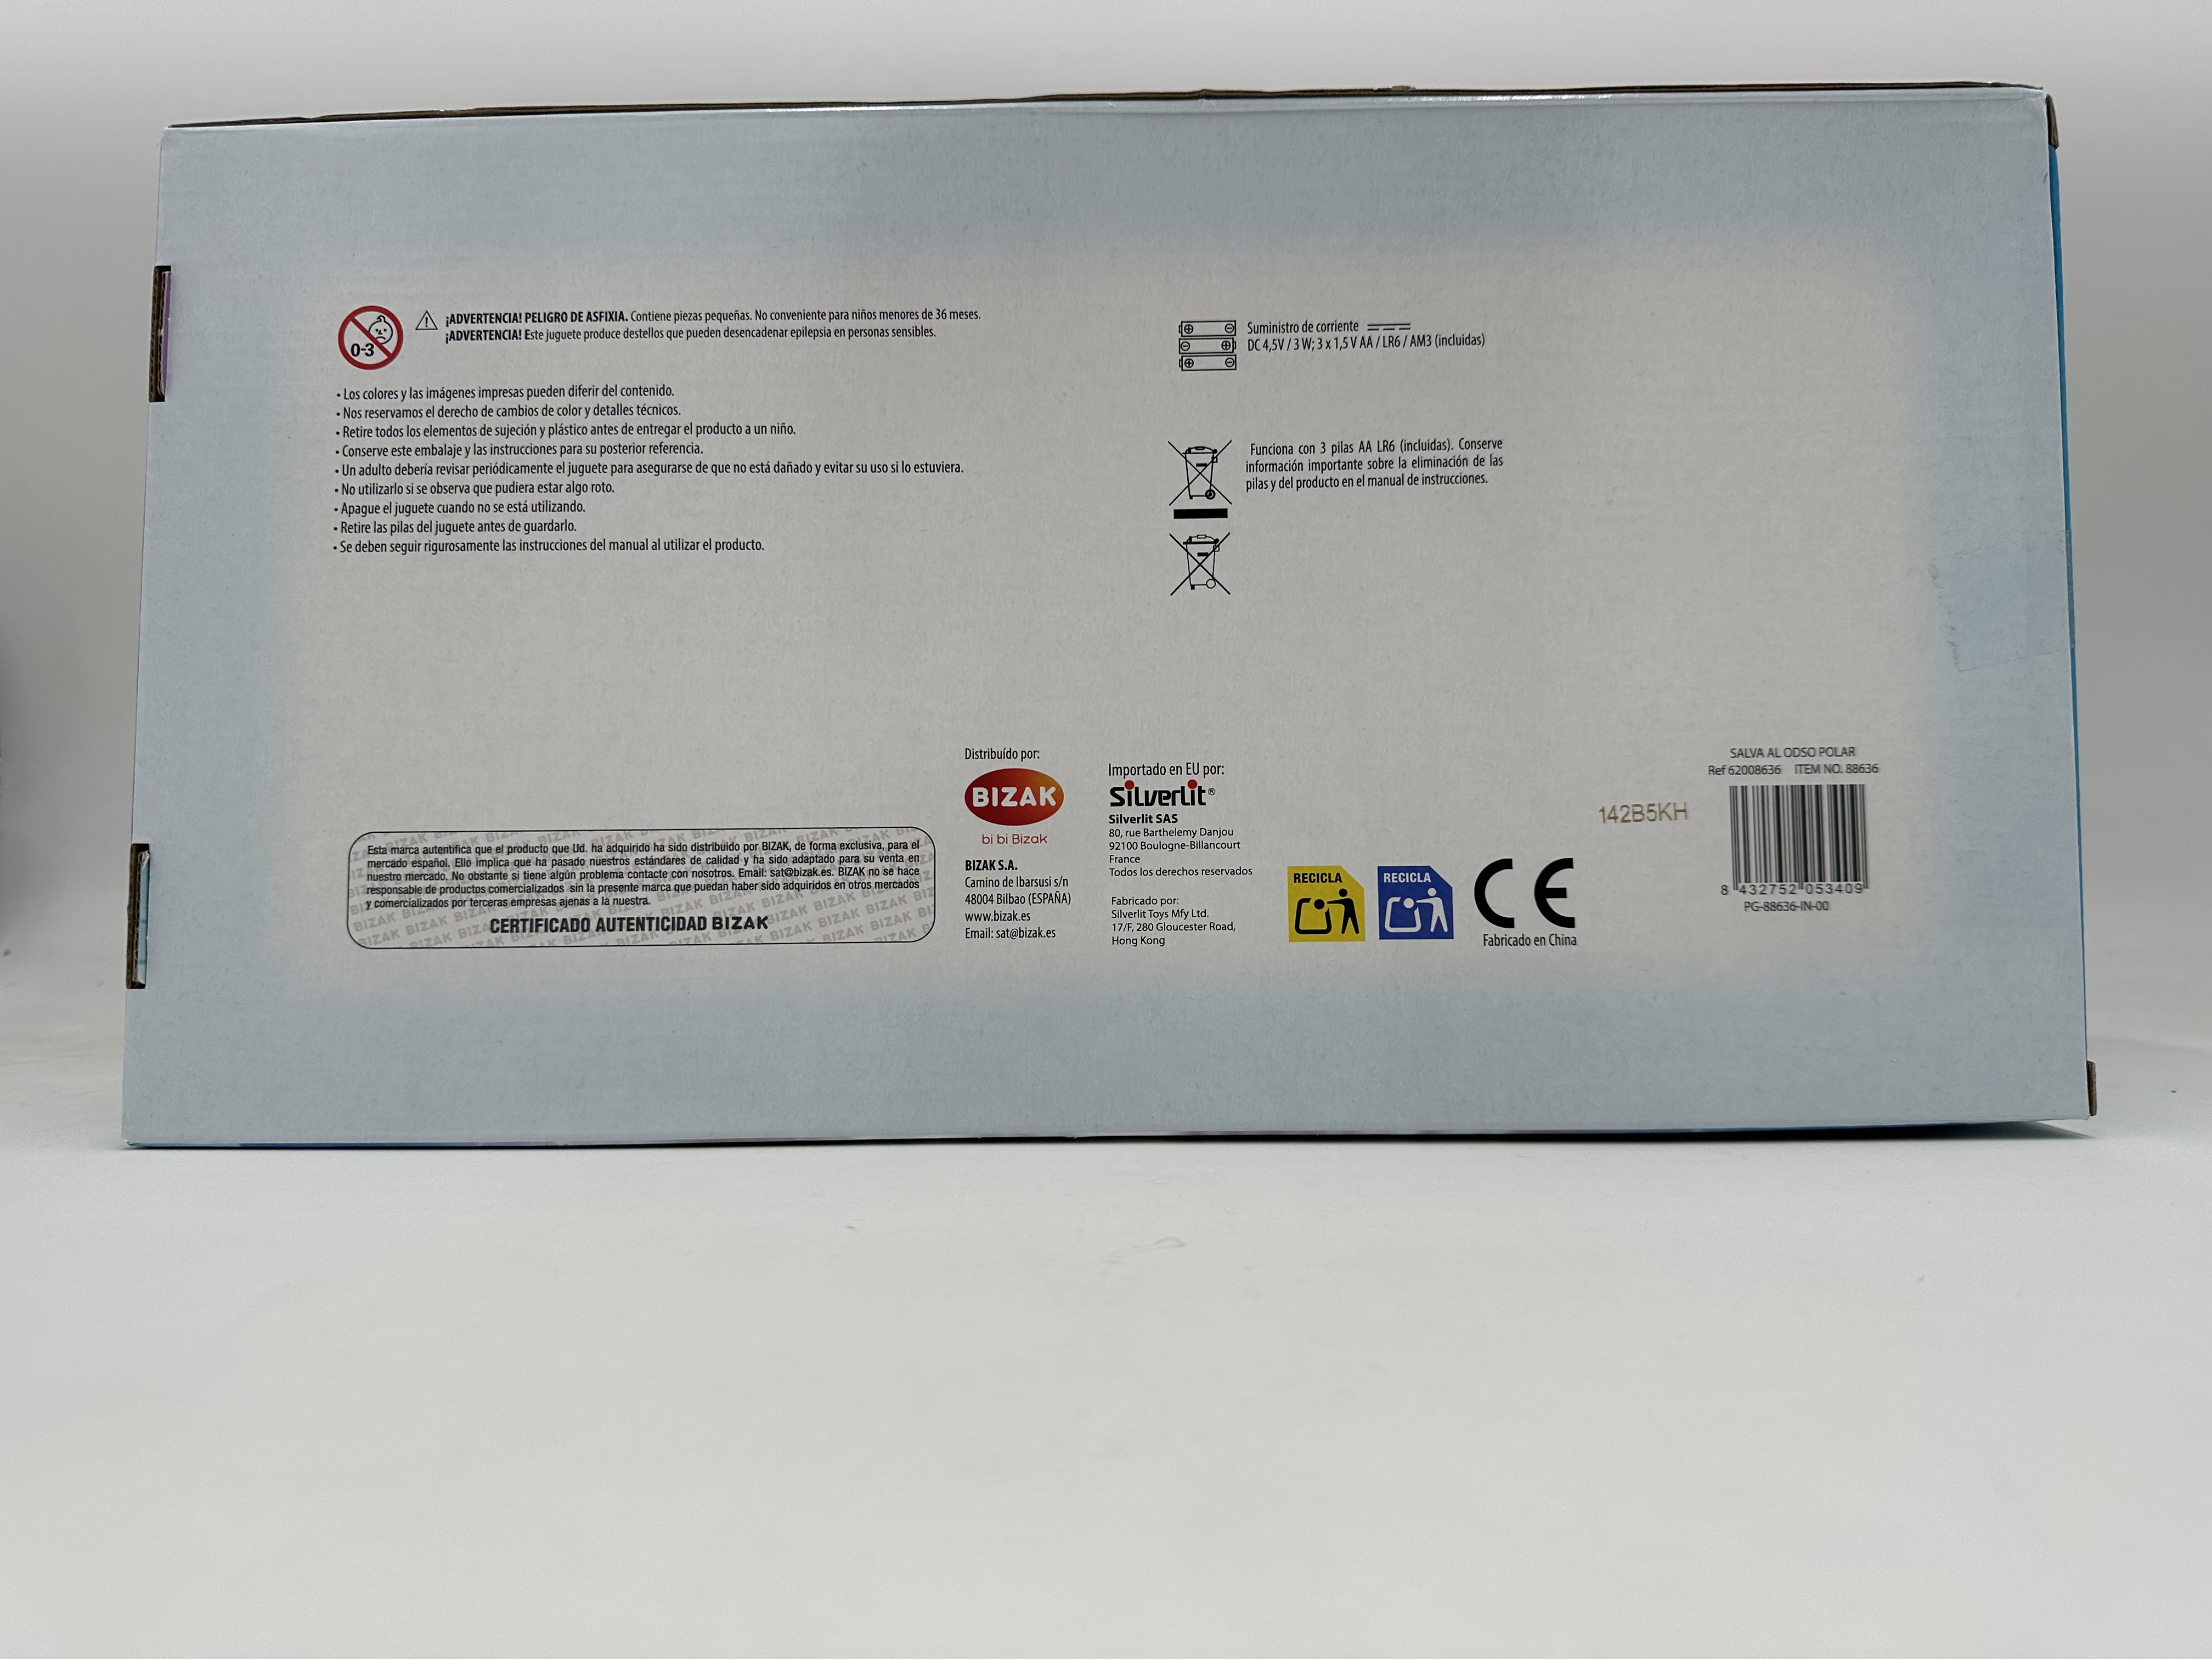 0-3
¡ADVERTENCIA! PELIGRO DE ASFIXIA. Contiene piezas pequeñas. No conveniente para niños menores de 36 meses.
¡ADVERTENCIA! Este juguete produce destellos que pueden desencadenar epilepsia en personas sensibles.
• Los colores y las imágenes impresas pueden diferir del contenido.
• Nos reservamos el derecho de cambios de color y detalles técnicos.
• Retire todos los elementos de sujeción y plástico antes de entregar el producto a un niño.
• Conserve este embalaje y las instrucciones para su posterior referencia.
• Un adulto debería revisar periódicamente el juguete para asegurarse de que no está dañado y evitar su uso si lo estuviera.
• No utilizarlo si se observa que pudiera estar algo roto.
• Apague el juguete cuando no se está utilizando.
• Retire las pilas del juguete antes de guardarlo.
• Se deben seguir rigurosamente las instrucciones del manual al utilizar el producto.
Suministro de corriente
DC 4,5V / 3 W; 3 x 1,5 V AA / LR6 / AM3 (incluidas)
Funciona con 3 pilas AA LR6 (incluídas). Conserve
información importante sobre la eliminación de las
pilas y del producto en el manual de instrucciones.
Esta marca autentifica que el producto que Ud. ha adquirido ha sido distribuido por BIZAK, de forma exclusiva, para el
mercado español. Ello implica que ha pasado nuestros estándares de calidad y ha sido adaptado para su venta en
nuestro mercado. No obstante si tiene algún problema contacte con nosotros. Email: sat@bizak.es. BIZAK no se hace
responsable de productos comercializados sin la presente marca que puedan haber sido adquiridos en otros mercados
y comercializados por terceras empresas ajenas a la nuestra.
CERTIFICADO AUTENTICIDAD BIZAK
Distribuído por:
BIZAK
bi bi Bizak
BIZAK S.A.
Camino de Ibarsusi s/n
48004 Bilbao (ESPAÑA)
www.bizak.es
Email: sat@bizak.es
Importado en EU por:
Silverlit®
Silverlit SAS
80, rue Barthelemy Danjou
92100 Boulogne-Billancourt
France
Todos los derechos reservados
Fabricado por:
Silverlit Toys Mfy Ltd.
17/F, 280 Gloucester Road,
Hong Kong
RECICLA
RECICLA
CE
Fabricado en China
142B5KH
SALVA AL ODSO POLAR
Ref 62008636 ITEM NO. 88636
8 432752 053409
PG-88636-IN-00